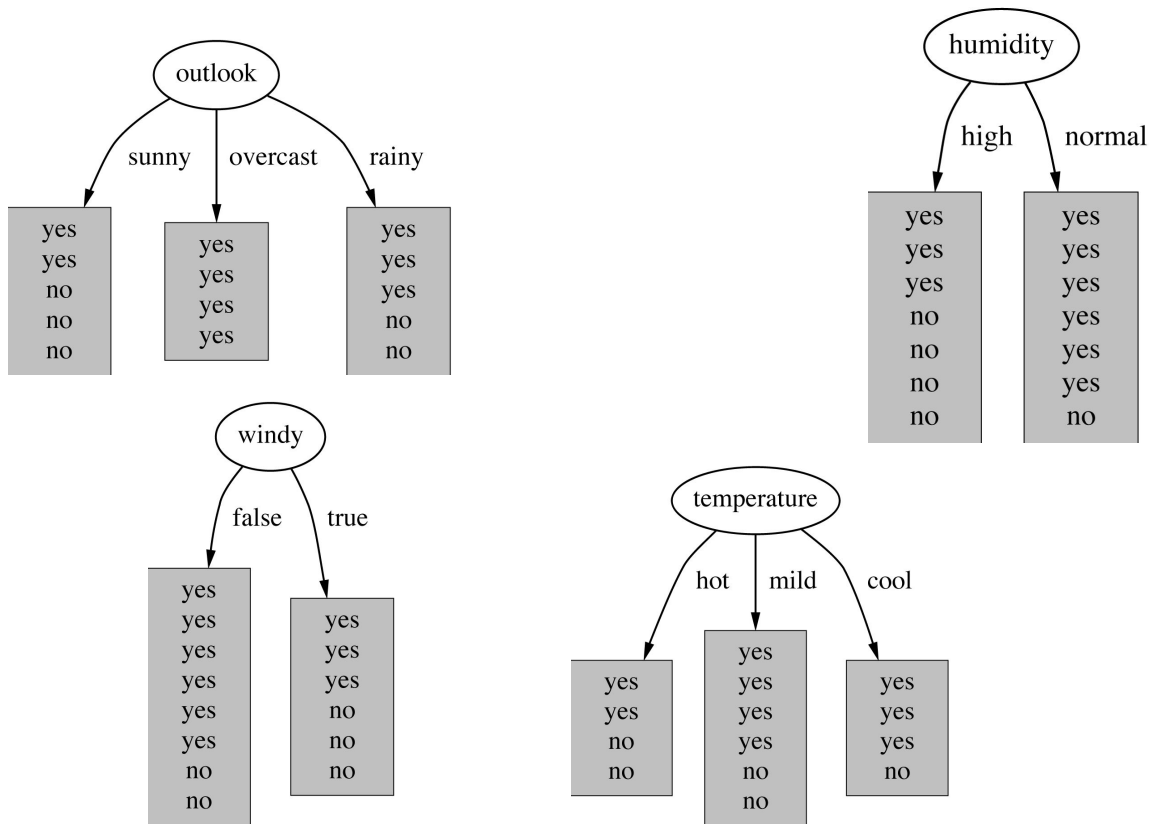 outlook
sunny overcast rainy
yes
yes
no
no
no
yes
yes
yes
yes
yes
yes
yes
no
no
humidity
high normal
yes
yes
yes
no
no
no
no
yes
yes
yes
yes
yes
yes
no
windy
false true
yes
yes
yes
yes
yes
yes
no
no
yes
yes
yes
no
no
no
temperature
hot mild cool
yes
yes
no
no
yes
yes
yes
yes
no
no
yes
yes
yes
no